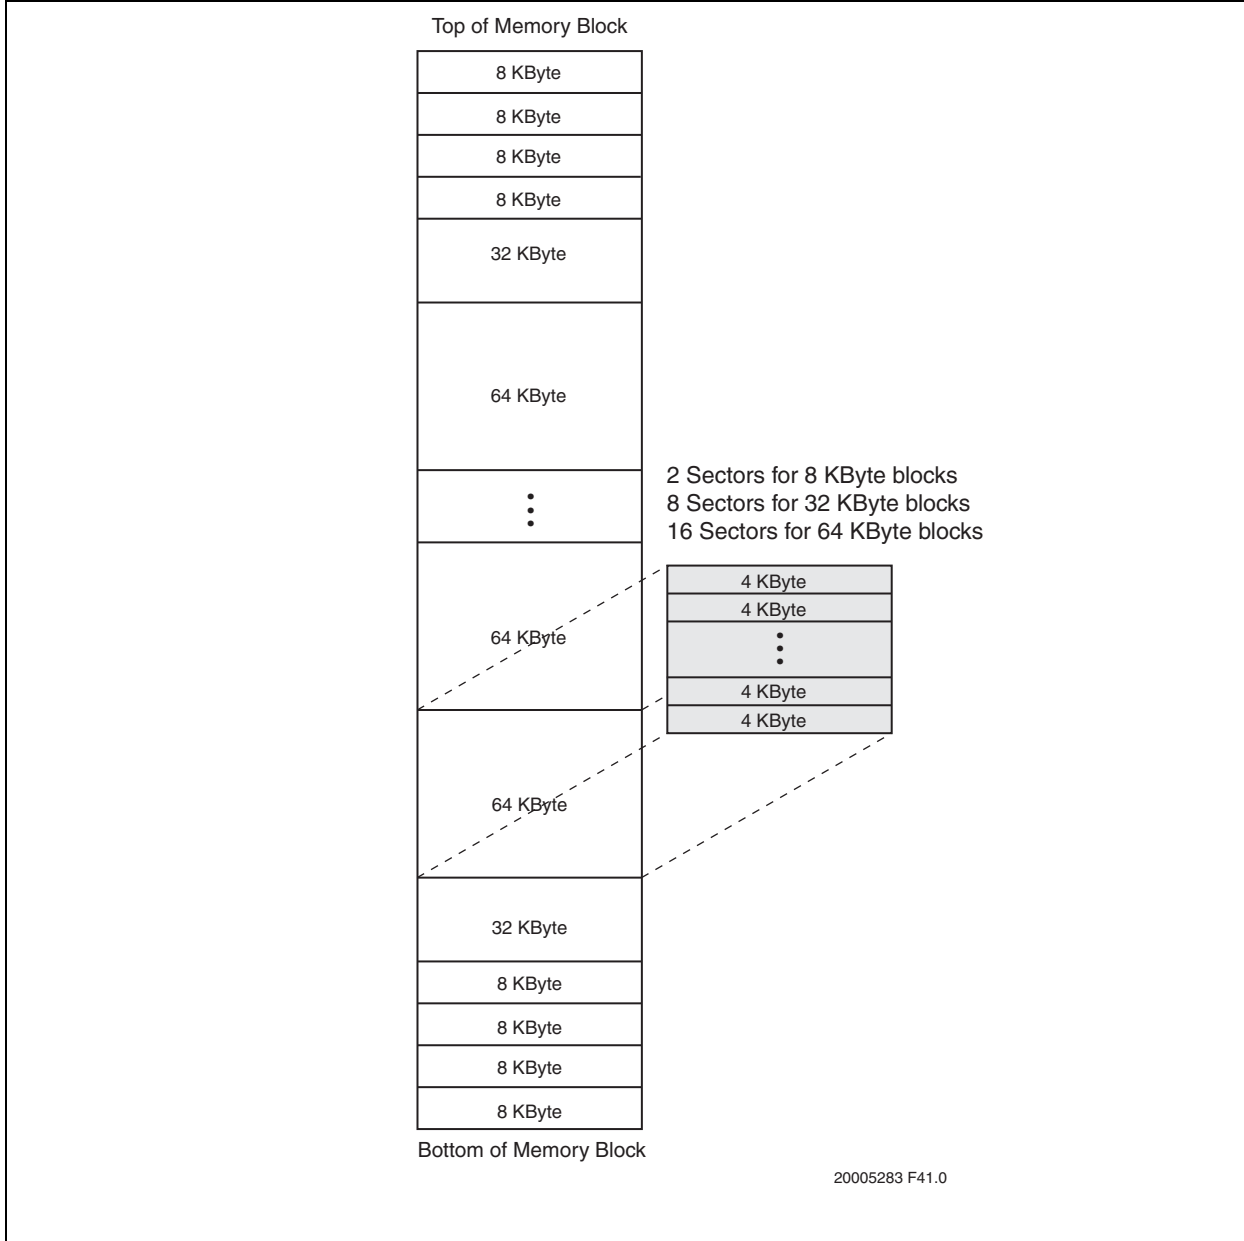 Top of Memory Block
8 KByte
8 KByte
8 KByte
8 KByte
32 KByte
64 KByte
2 Sectors for 8 KByte blocks
8 Sectors for 32 KByte blocks
16 Sectors for 64 KByte blocks
4 KByte
4 KByte
64 KByte
4 KByte
4 KByte
64 KByte
32 KByte
8 KByte
8 KByte
8 KByte
8 KByte
Bottom of Memory Block
20005283 F41.0